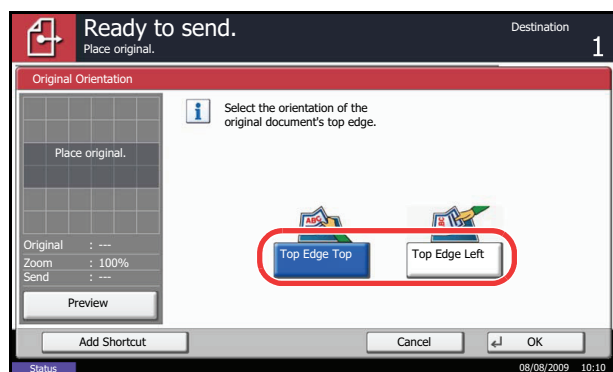 Ready to send.
Place original.
Destination
1
Original Orientation
Place original.
Select the orientation of the
original document's top edge.
ABC
ABC
Top Edge Top
Top Edge Left
Original : ---
Zoom : 100%
Send : ---
Preview
Add Shortcut
Cancel
OK
Status
08/08/2009 10:10